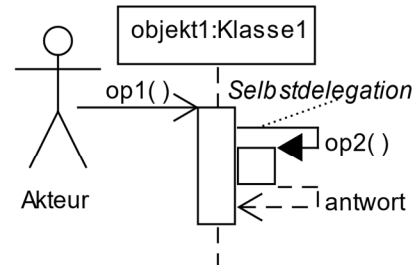 objekt1:Klasse1
op1( )
Selbstdelegation
op2( )
Akteur
antwort